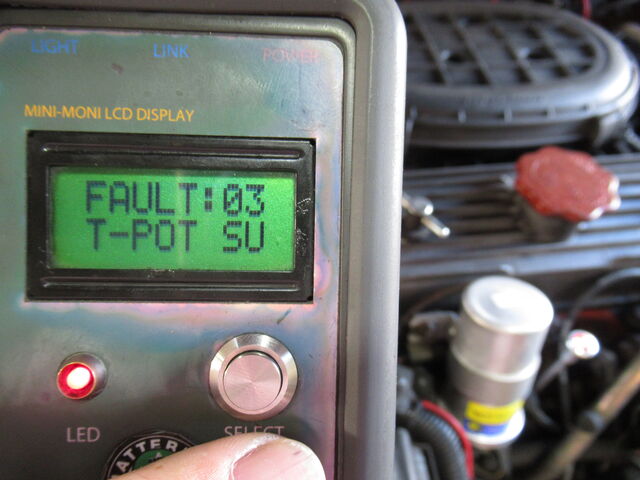 LIGHT LINK POWER
MINI-MONI LCD DISPLAY
FAULT:03
T-POT SU
LED SELECT